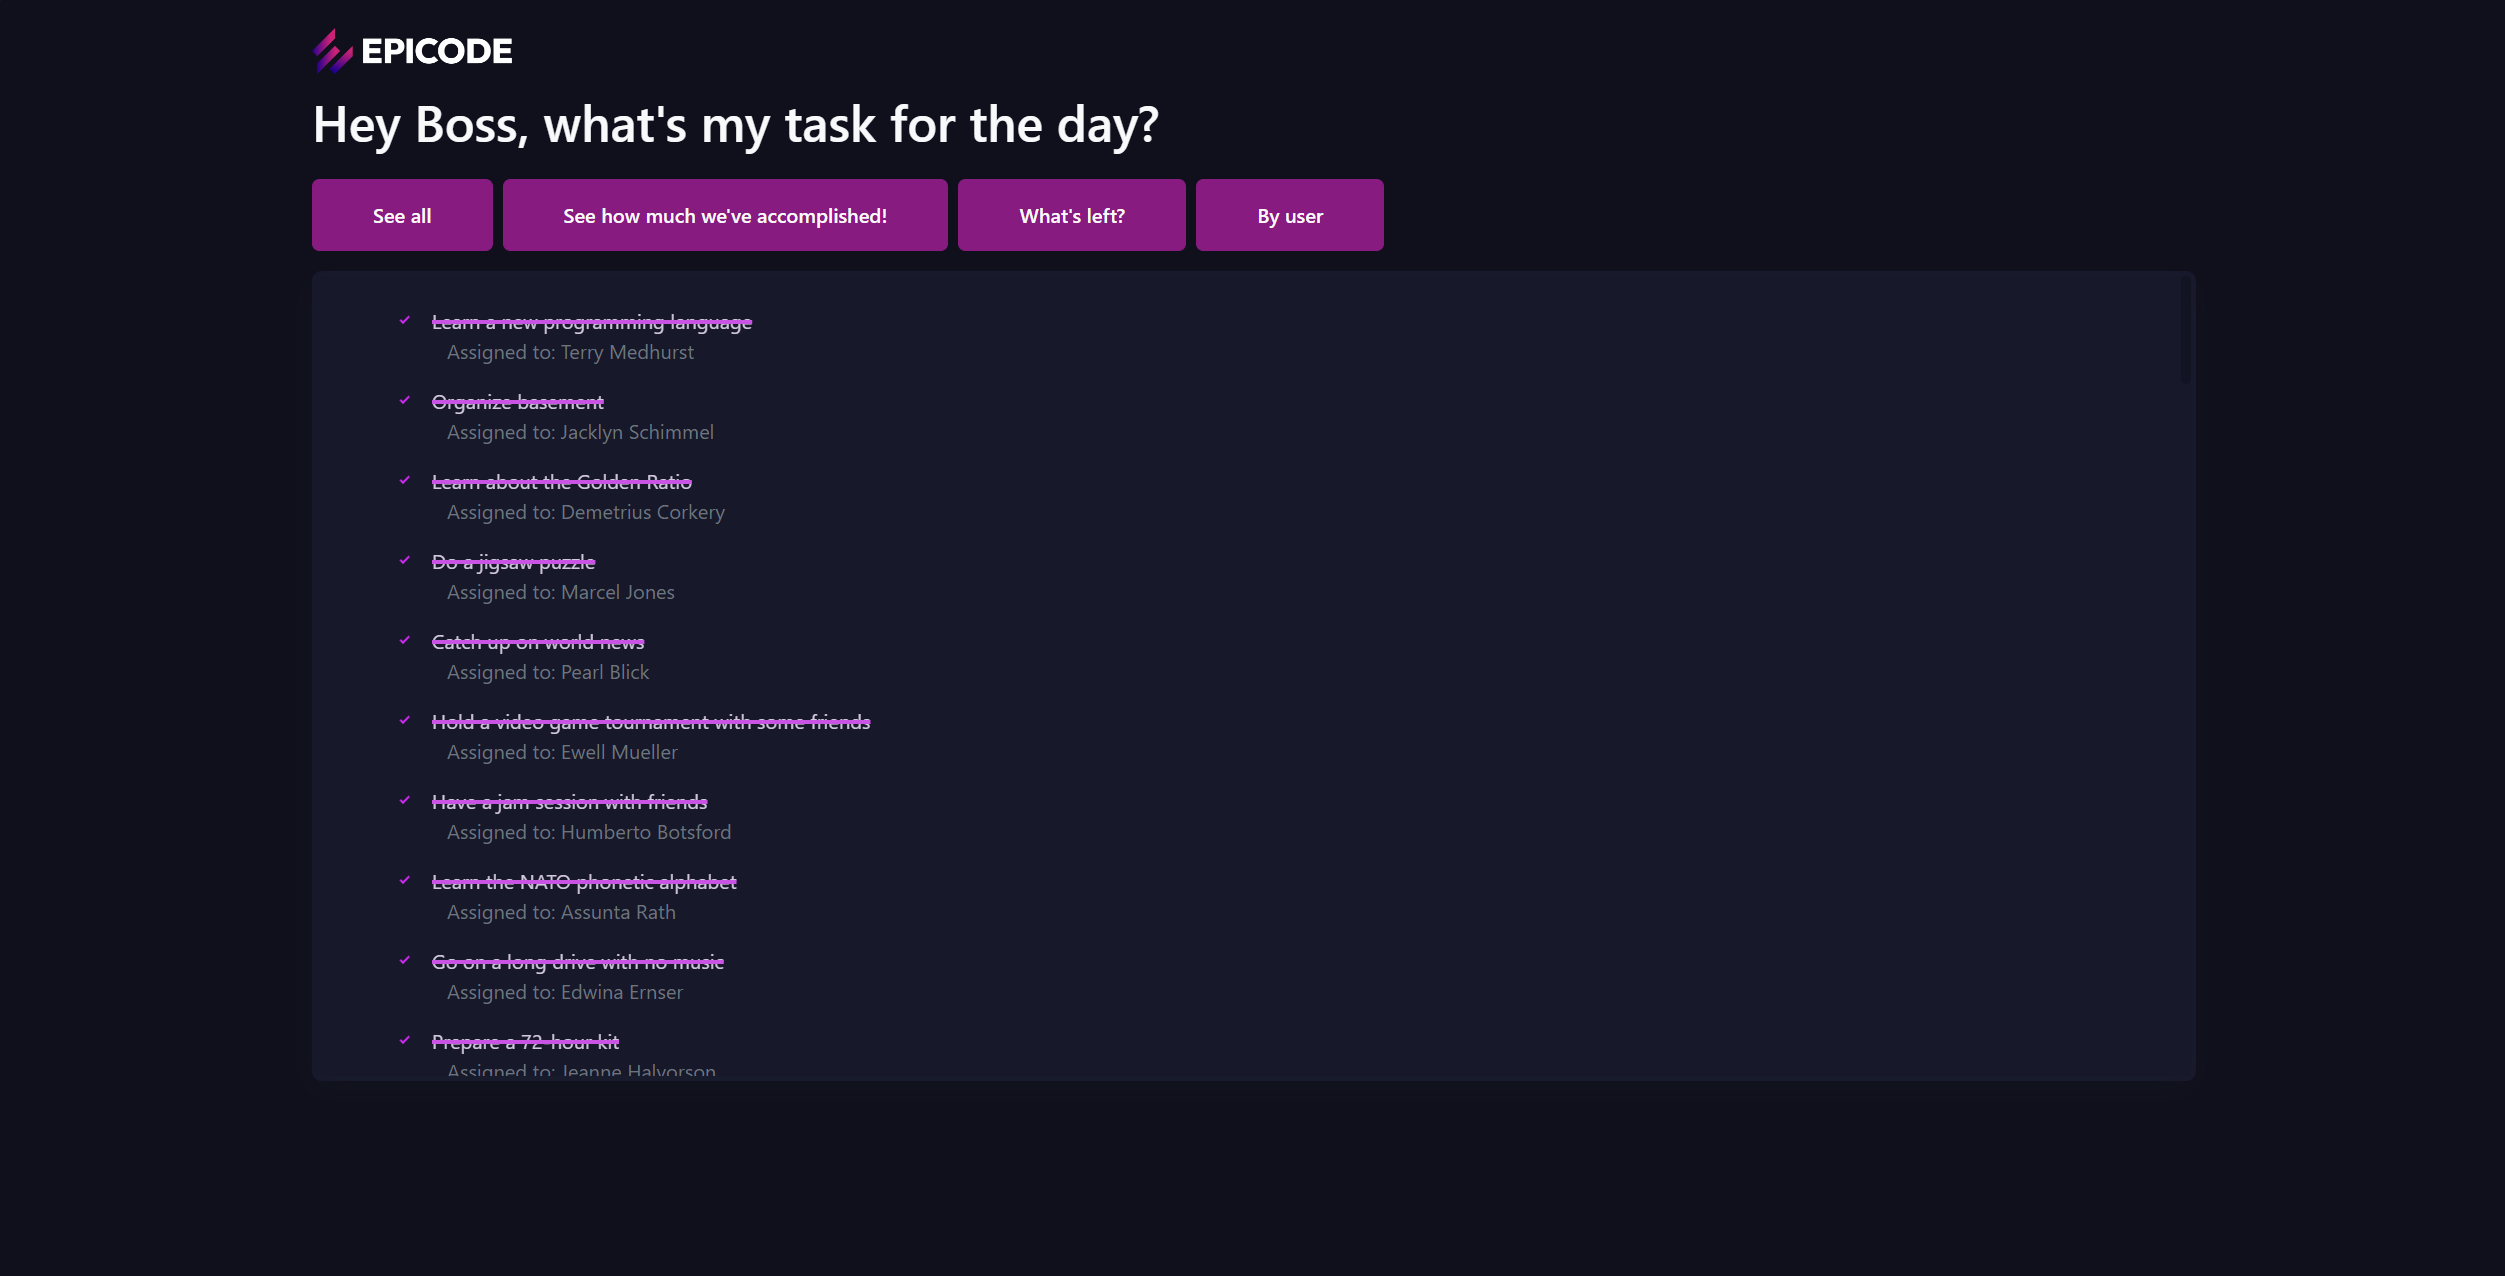 EPICODE
Hey Boss, what's my task for the day?
See all
See how much we've accomplished!
What's left?
By user
Learn a new programming language
Assigned to: Terry Medhurst
Organize basement
Assigned to: Jacklyn Schimmel
Learn about the Golden Ratio
Assigned to: Demetrius Corkery
Do a jigsaw puzzle
Assigned to: Marcel Jones
Catch up on world news
Assigned to: Pearl Blick
Hold a video game tournament with some friends
Assigned to: Ewell Mueller
Have a jam session with friends
Assigned to: Humberto Botsford
Learn the NATO phonetic alphabet
Assigned to: Assunta Rath
Go on a long drive with no music
Assigned to: Edwina Ernser
Prepare a 72-hour kit
Assigned to: Jeanne Halvorson